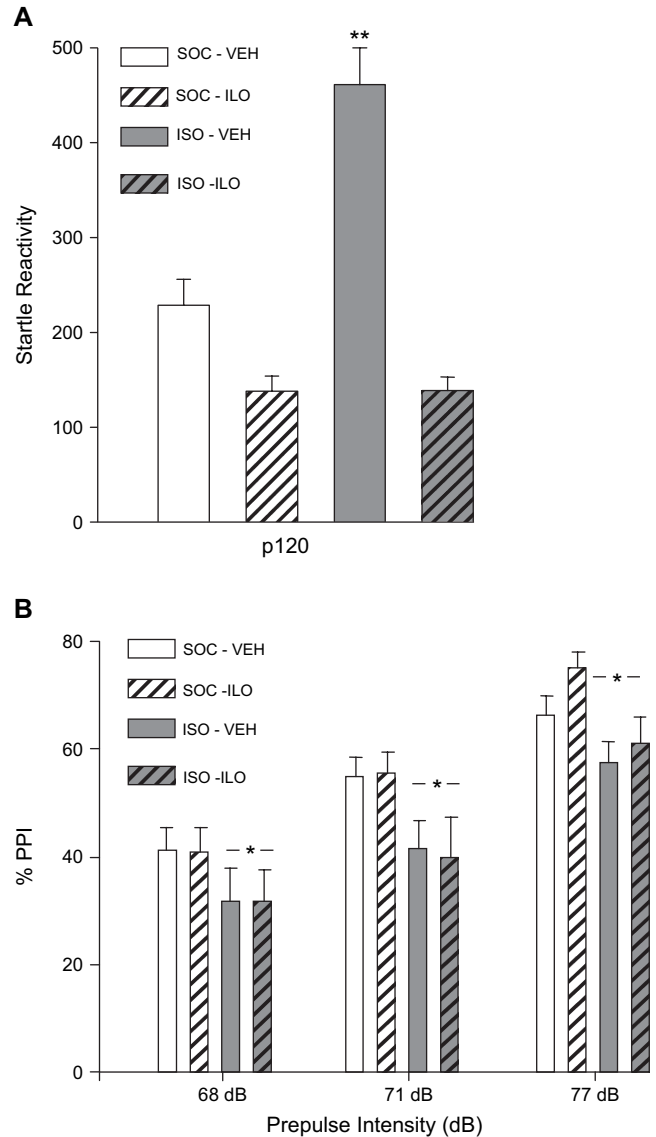 A
500
400
300
200
100
0
Startle Reactivity
SOC - VEH
SOC - ILO
ISO - VEH
ISO -ILO
**
p120
B
80
60
40
20
0
% PPI
SOC - VEH
SOC -ILO
ISO - VEH
ISO -ILO
*
*
*
68 dB
71 dB
77 dB
Prepulse Intensity (dB)